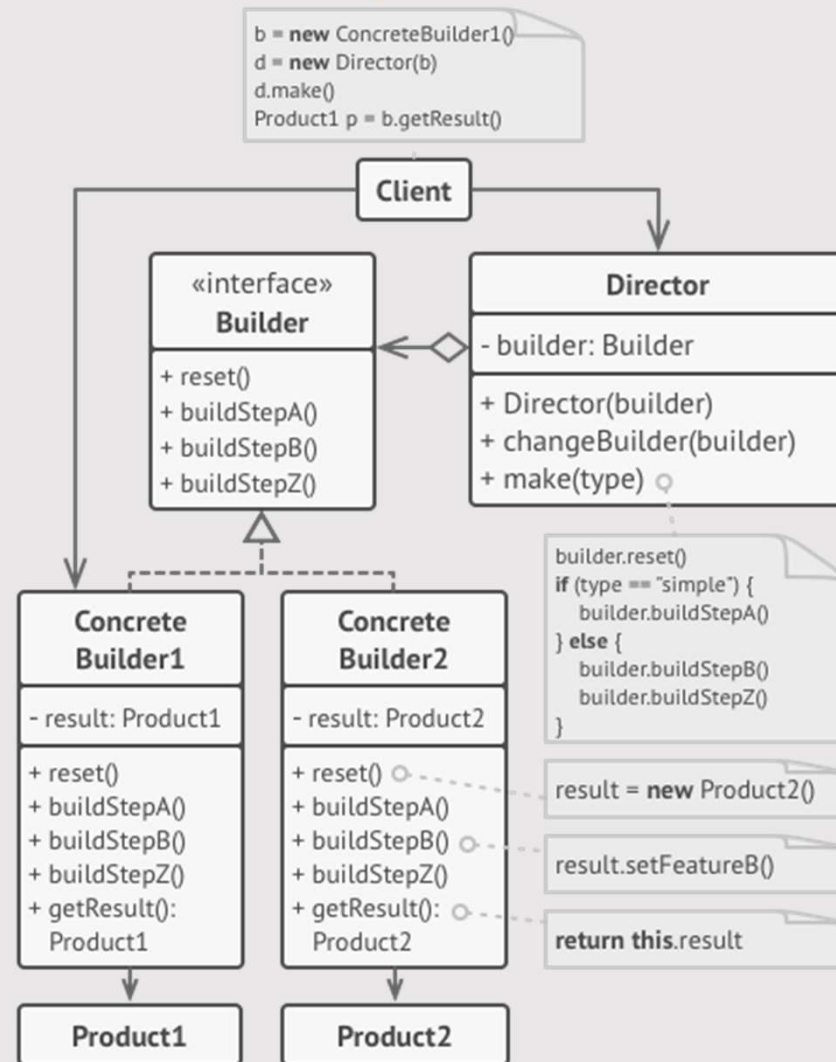 b = new ConcreteBuilder1()
d = new Director(b)
d.make()
Product1 p = b.getResult()
Client
«interface»
Builder
+ reset()
+ buildStepA()
+ buildStepB()
+ buildStepZ()
Director
- builder: Builder
+ Director(builder)
+ changeBuilder(builder)
+ make(type)
builder.reset()
if (type == "simple") {
builder.buildStepA()
} else {
builder.buildStepB()
builder.buildStepZ()
}
Concrete
Builder1
- result: Product1
+ reset()
+ buildStepA()
+ buildStepB()
+ buildStepZ()
+ getResult():
Product1
Concrete
Builder2
- result: Product2
+ reset()
+ buildStepA()
+ buildStepB()
+ buildStepZ()
+ getResult():
Product2
result = new Product2()
result.setFeatureB()
return this.result
Product1
Product2